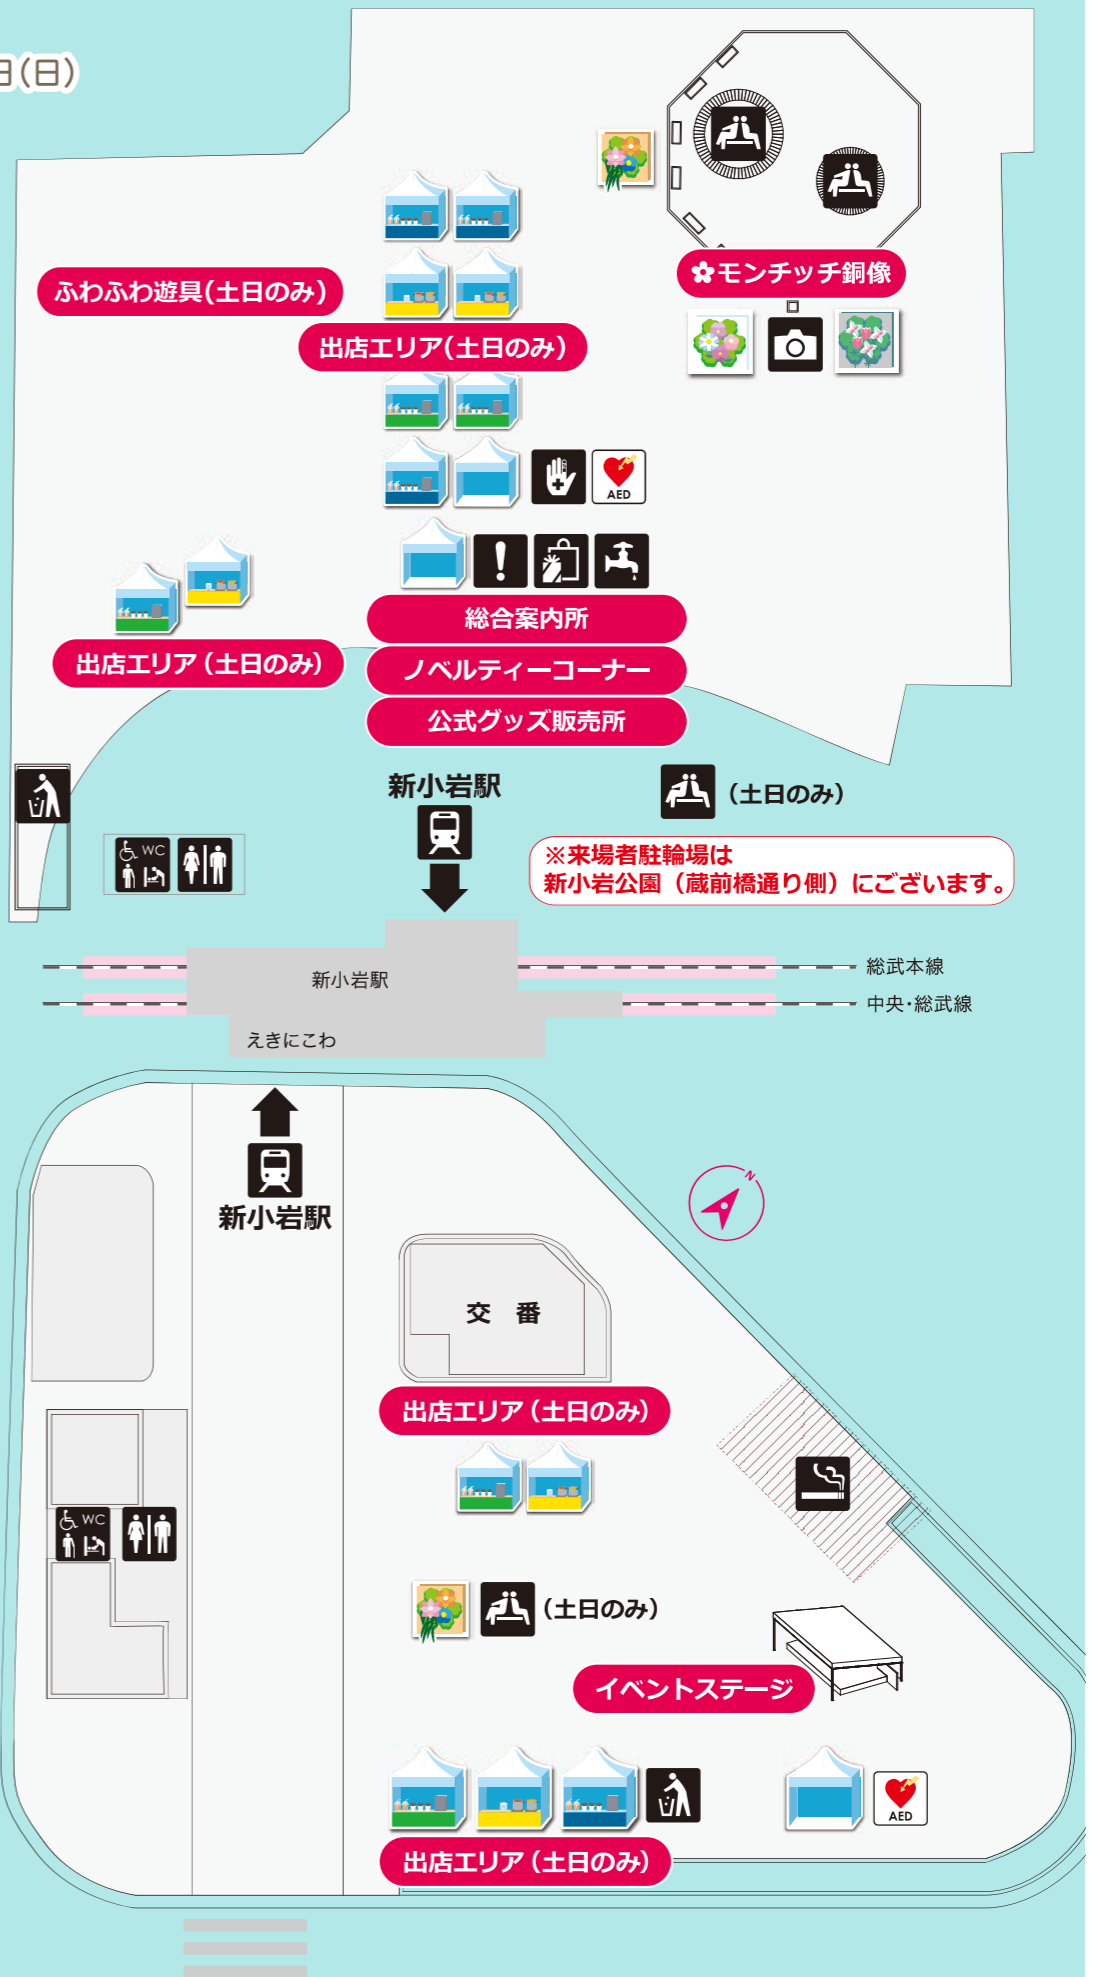 日(日)
ふわふわ遊具(土日のみ)
✿モンチッチ銅像
出店エリア(土日のみ)
AED
総合案内所
出店エリア(土日のみ)
ノベルティーコーナー
公式グッズ販売所
新小岩駅
(土日のみ)
WC
※来場者駐輪場は
新小岩公園(蔵前橋通り側)にございます。
総武本線
新小岩駅
中央・総武線
えきにこわ
N
新小岩駅
交番
出店エリア(土日のみ)
WC
(土日のみ)
イベントステージ
AED
出店エリア(土日のみ)